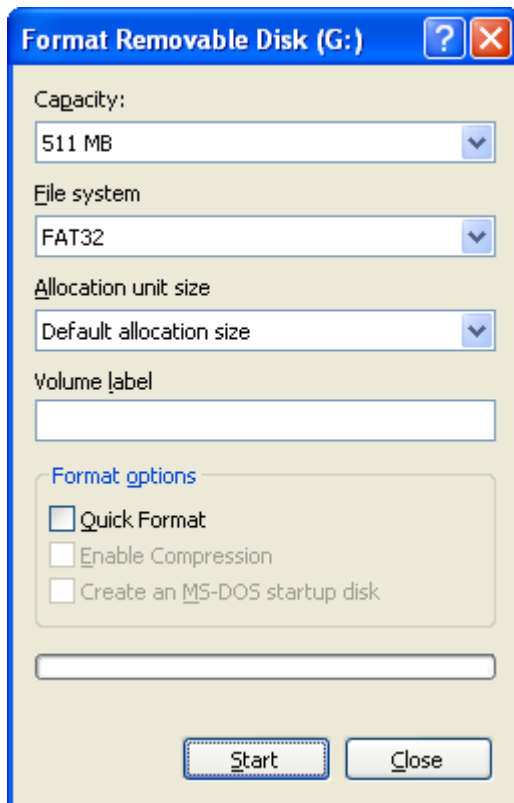 Format Removable Disk (G:)
Capacity:
511 MB
File system
FAT32
Allocation unit size
Default allocation size
Volume label
Format options
Quick Format
Enable Compression
Create an MS-DOS startup disk
Start Close